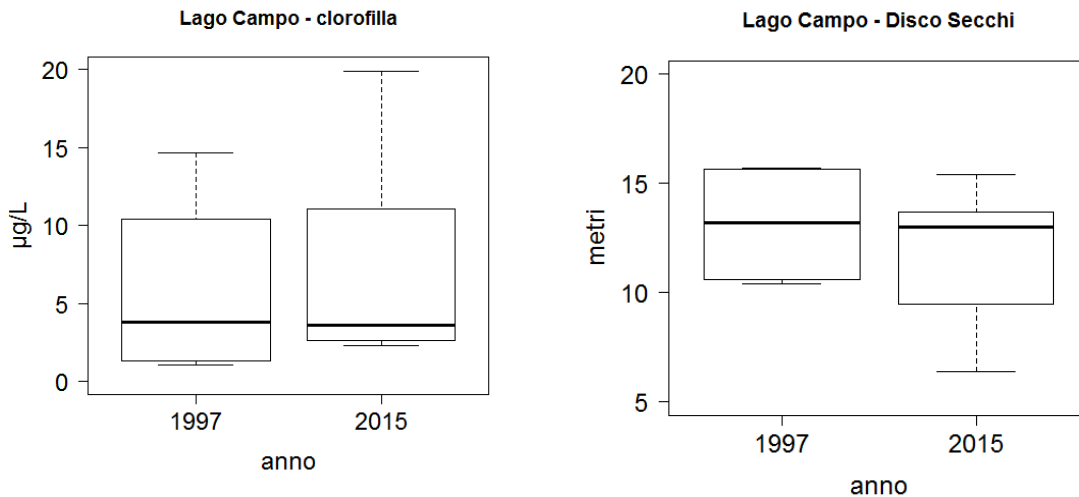 Lago Campo - clorofilla
20
15
10
5
0
µg/L
1997
2015
anno
Lago Campo - Disco Secchi
20
15
10
5
metri
1997
2015
anno